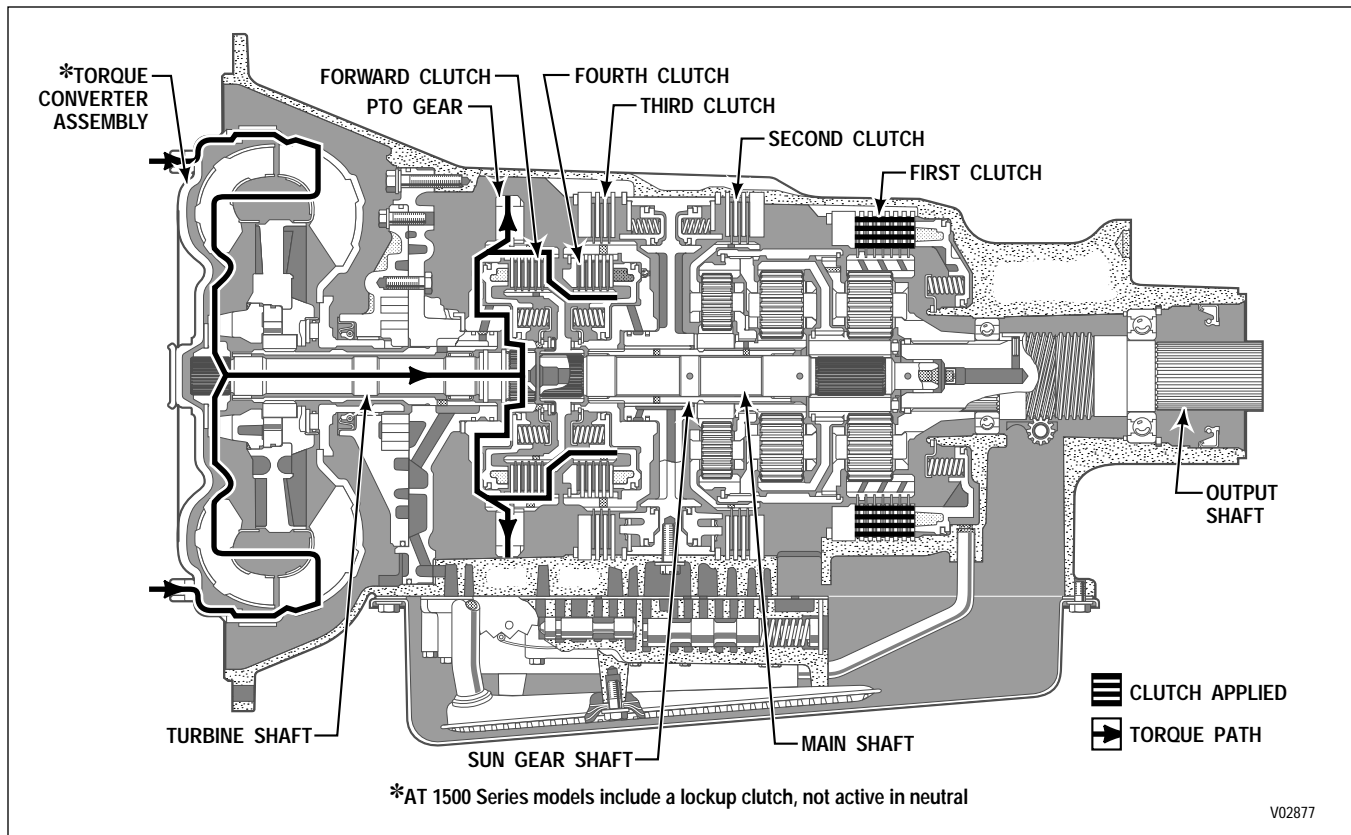 *TORQUE
CONVERTER
ASSEMBLY
FORWARD CLUTCH
PTO GEAR
FOURTH CLUTCH
THIRD CLUTCH
SECOND CLUTCH
FIRST CLUTCH
OUTPUT
SHAFT
TURBINE SHAFT
SUN GEAR SHAFT
MAIN SHAFT
CLUTCH APPLIED
TORQUE PATH
*AT 1500 Series models include a lockup clutch, not active in neutral
V02877